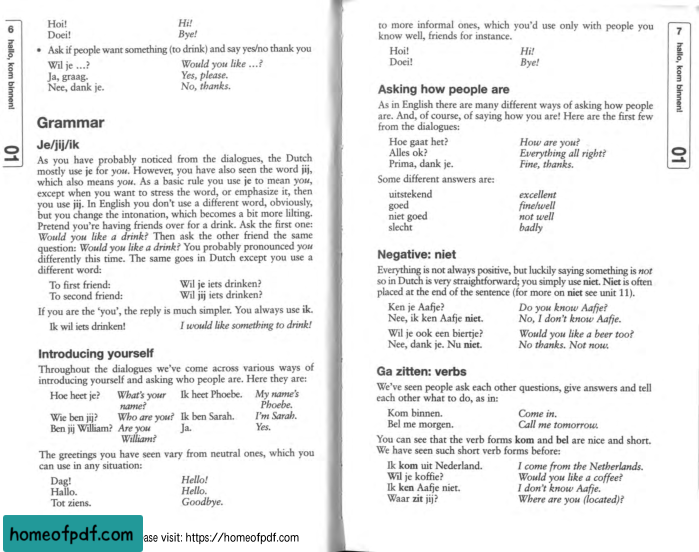 6
hallo, kom binnen!
01
Hoi! Hi!
Doei! Bye!
• Ask if people want something (to drink) and say yes/no thank you
Wil je ...? Would you like ...?
Ja, graag. Yes, please.
Nee, dank je. No, thanks.
Grammar
Je/jij/ik
As you have probably noticed from the dialogues, the Dutch
mostly use je for you. However, you have also seen the word jij,
which also means you. As a basic rule you use je to mean you,
except when you want to stress the word, or emphasize it, then
you use jij. In English you don't use a different word, obviously,
but you change the intonation, which becomes a bit more lilting.
Pretend you're having friends over for a drink. Ask the first one:
Would you like a drink? Then ask the other friend the same
question: Would you like a drink? You probably pronounced you
differently this time. The same goes in Dutch except you use a
different word:
To first friend: Wil je iets drinken?
To second friend: Wil jij iets drinken?
If you are the 'you', the reply is much simpler. You always use ik.
Ik wil iets drinken! I would like something to drink!
Introducing yourself
Throughout the dialogues we've come across various ways of
introducing yourself and asking who people are. Here they are:
Hoe heet je? What's your Ik heet Phoebe. My name's
name? Phoebe.
Wie ben jij? Who are you? Ik ben Sarah. I'm Sarah.
Ben jij William? Are you Ja. Yes.
William?
The greetings you have seen vary from neutral ones, which you
can use in any situation:
Dag! Hello!
Hallo. Hello.
Tot ziens. Goodbye.
to more informal ones, which you'd use only with people you
know well, friends for instance.
Hoi! Hi!
Doei! Bye!
Asking how people are
As in English there are many different ways of asking how people
are. And, of course, of saying how you are! Here are the first few
from the dialogues:
Hoe gaat het? How are you?
Alles ok? Everything all right?
Prima, dank je. Fine, thanks.
Some different answers are:
uitstekend excellent
goed fine/well
niet goed not well
slecht badly
Negative: niet
Everything is not always positive, but luckily saying something is not
so in Dutch is very straightforward; you simply use niet. Niet is often
placed at the end of the sentence (for more on niet see unit 11).
Ken je Aafje? Do you know Aafje?
Nee, ik ken Aafje niet. No, I don't know Aafje.
Wil je ook een biertje? Would you like a beer too?
Nee, dank je. Nu niet. No thanks. Not now.
Ga zitten: verbs
We've seen people ask each other questions, give answers and tell
each other what to do, as in:
Kom binnen. Come in.
Bel me morgen. Call me tomorrow.
You can see that the verb forms kom and bel are nice and short.
We have seen such short verb forms before:
Ik kom uit Nederland. I come from the Netherlands.
Wil je koffie? Would you like a coffee?
Ik ken Aafje niet. I don't know Aafje.
Waar zit jij? Where are you (located)?
7
hallo, kom binnen!
01
homeofpdf.com
ase visit: https://homeofpdf.com